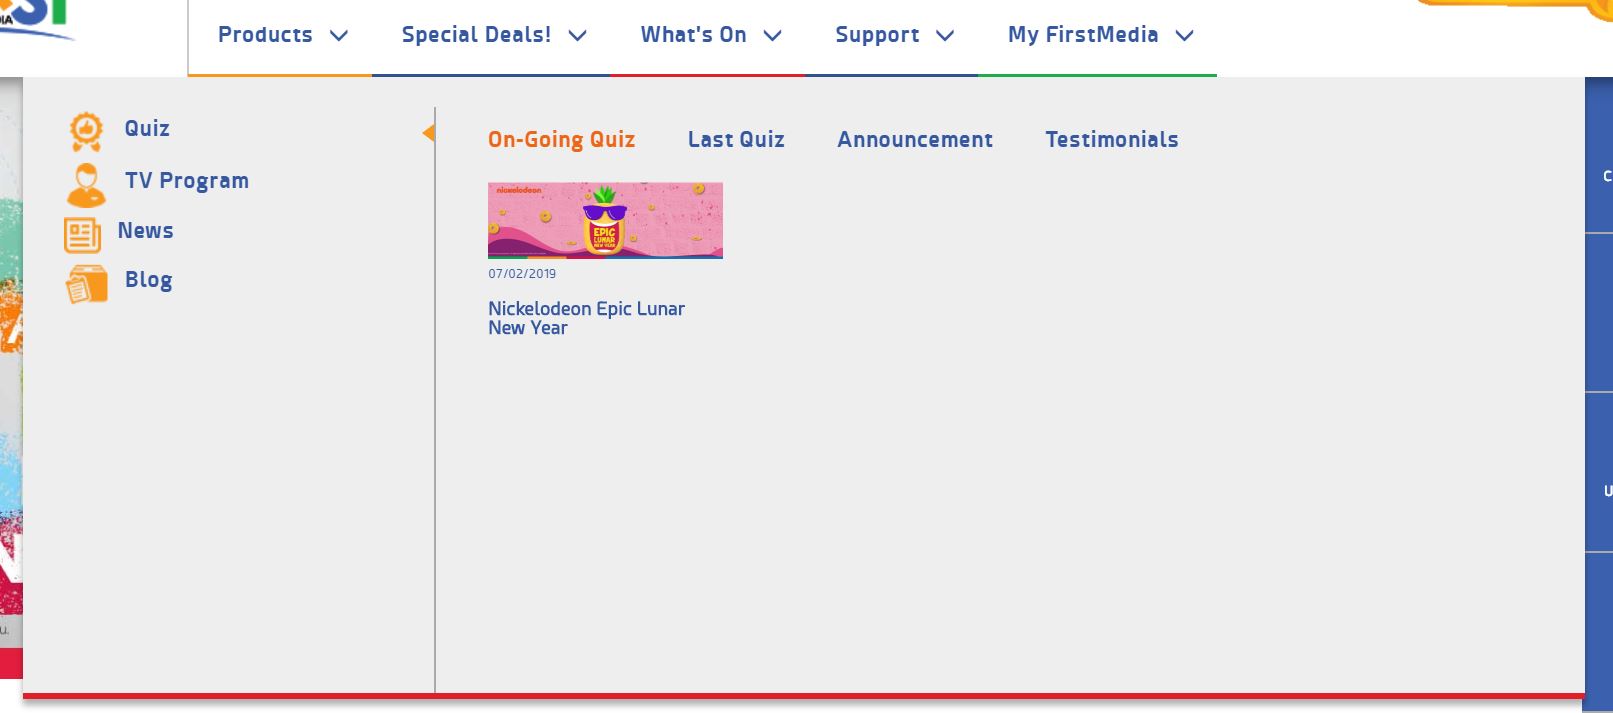 Products
Special Deals!
What's On
Support
My FirstMedia
Quiz
TV Program
News
Blog
On-Going Quiz
Last Quiz
Announcement
Testimonials
nickelodeon
EPIC
LUNAR
NEW YEAR
07/02/2019
Nickelodeon Epic Lunar
New Year